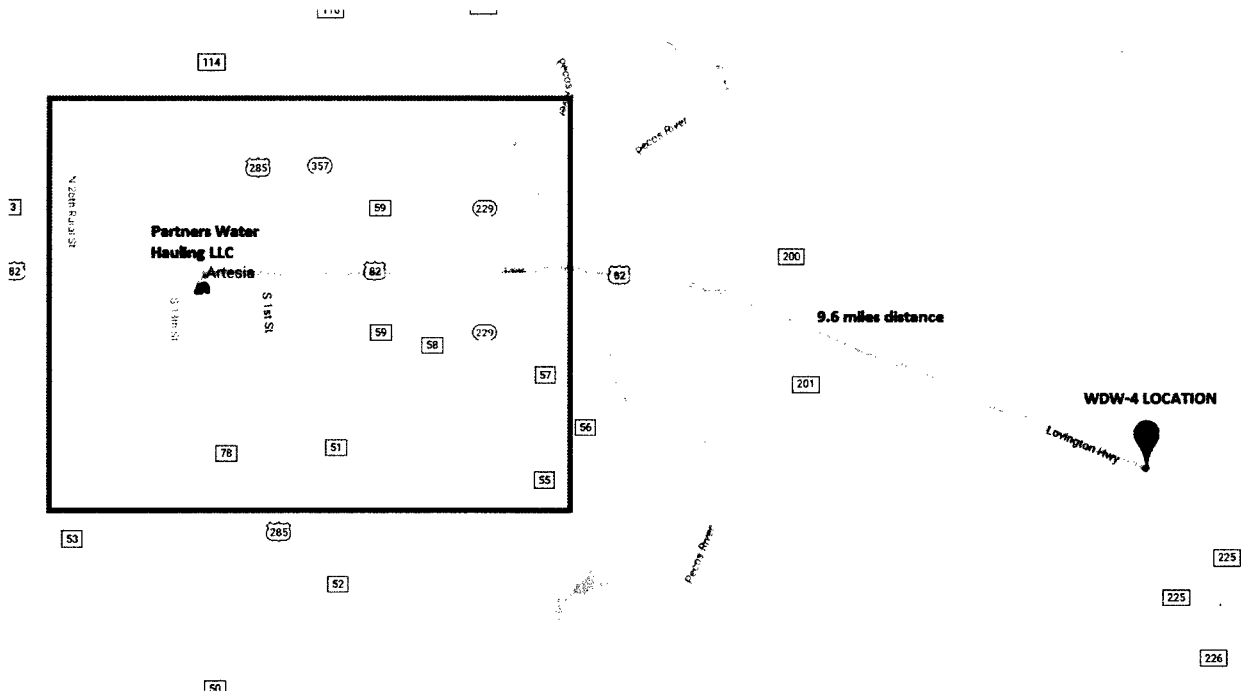 114
Pecos River
285
357
N 26th Rural St
3
59
229
Partners Water
Hauling LLC
82
Artesia
82
82
200
S 13th St
S 1st St
59
58
229
9.6 miles distance
57
201
WDW-4 LOCATION
56
Lovington Hwy
78
51
55
53
285
Pecos River
52
225
225
226
50